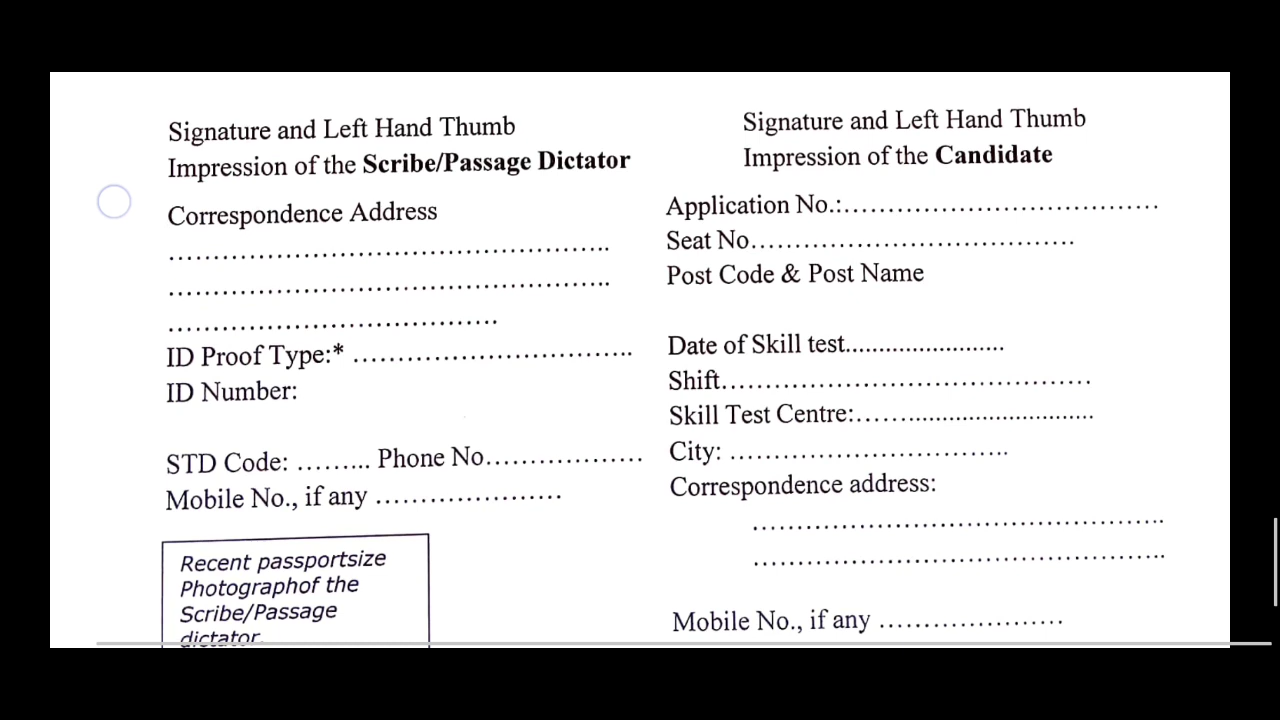 Signature and Left Hand Thumb
Impression of the Scribe/Passage Dictator
Correspondence Address
……………………………………………..
……………………………………………..
…………………………………
ID Proof Type:* …………………………..
ID Number:
STD Code: ……... Phone No………………
Mobile No., if any …………………
Recent passportsize
Photographof the
Scribe/Passage
dictator.
Signature and Left Hand Thumb
Impression of the Candidate
Application No.:………………………………
Seat No………………………………
Post Code & Post Name
Date of Skill test........................
Shift……………………………………
Skill Test Centre:……..............................
City: …………………………..
Correspondence address:
………………………………………..
………………………………………..
Mobile No., if any …………………